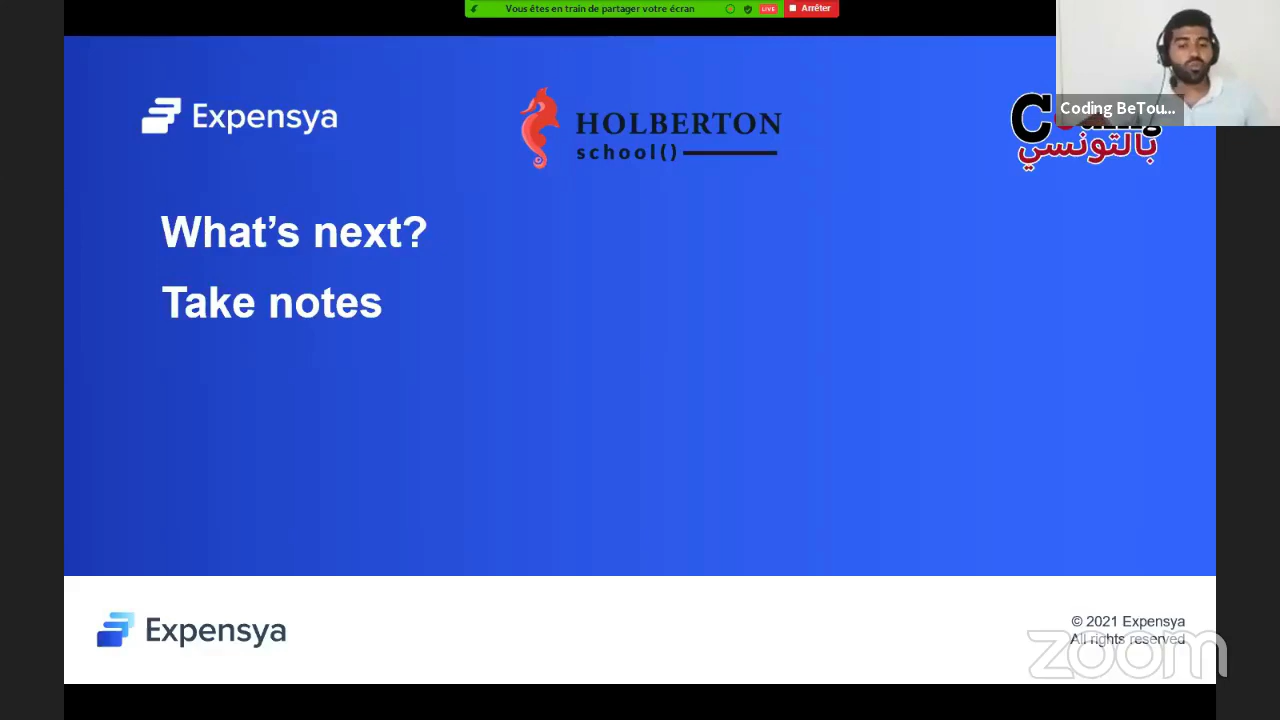 Vous êtes en train de partager votre écran
LIVE
Arrêter
Expensya
HOLBERTON
school()
Coding BeTou...
بالتونسي
What's next?
Take notes
Expensya
© 2021 Expensya
All rights reserved
zoom